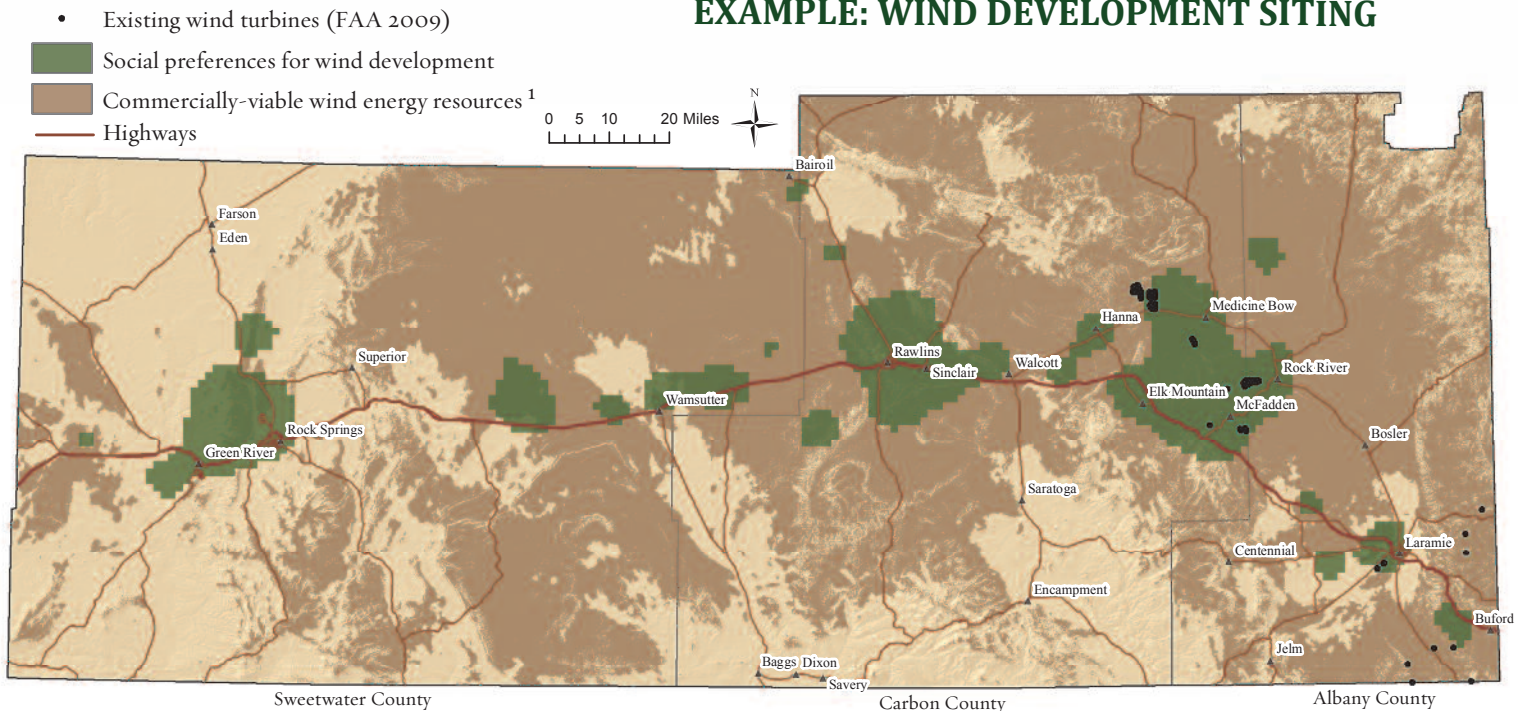 EXAMPLE: WIND DEVELOPMENT SITING
Existing wind turbines (FAA 2009)
Social preferences for wind development
Commercially-viable wind energy resources 1
Highways
0 5 10 20 Miles
N
Bairoil
Farson
Eden
Superior
Rock Springs
Green River
Wamsutter
Rawlins
Sinclair
Walcott
Hanna
Medicine Bow
Rock River
Elk Mountain
McFadden
Bosler
Saratoga
Centennial
Laramie
Encampment
Buford
Jelm
Baggs
Dixon
Savery
Sweetwater County
Carbon County
Albany County